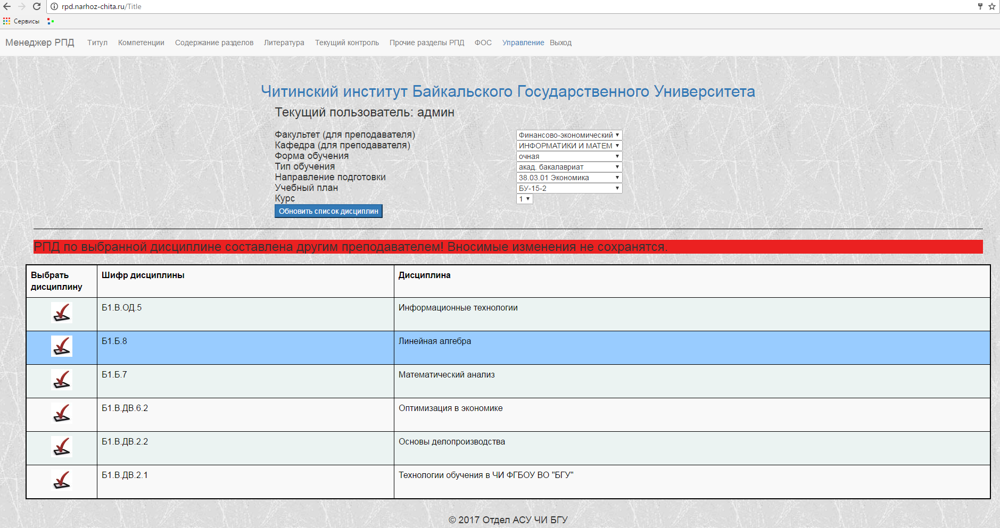 rpd.narhoz-chita.ru/Title
Сервисы
Менеджер РПД Титул Компетенции Содержание разделов Литература Текущий контроль Прочие разделы РПД ФОС Управление Выход
Читинский институт Байкальского Государственного Университета
Текущий пользователь: админ
Факультет (для преподавателя) Финансово-экономический
Кафедра (для преподавателя) ИНФОРМАТИКИ И МАТЕМ
Форма обучения очная
Тип обучения акад. бакалавриат
Направление подготовки 38.03.01 Экономика
Учебный план БУ-15-2
Курс 1
Обновить список дисциплин
РПД по выбранной дисциплине составлена другим преподавателем! Вносимые изменения не сохранятся.
Выбрать дисциплину Шифр дисциплины Дисциплина
Б1.В.ОД.5 Информационные технологии
Б1.Б.8 Линейная алгебра
Б1.Б.7 Математический анализ
Б1.В.ДВ.6.2 Оптимизация в экономике
Б1.В.ДВ.2.2 Основы делопроизводства
Б1.В.ДВ.2.1 Технологии обучения в ЧИ ФГБОУ ВО "БГУ"
© 2017 Отдел АСУ ЧИ БГУ